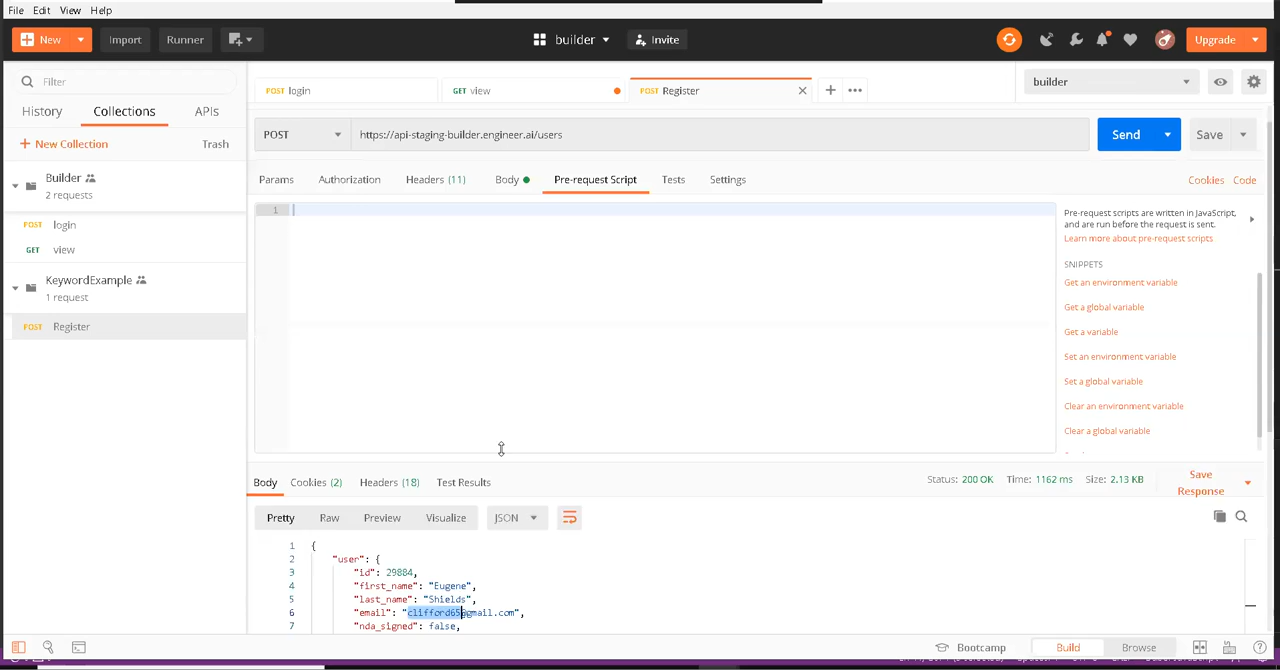 File Edit View Help
New Import Runner builder Invite Upgrade
Filter
History Collections APIs
New Collection Trash
Builder
2 requests
POST login
GET view
KeywordExample
1 request
POST Register
POST login GET view POST Register
builder
POST https://api-staging-builder.engineer.ai/users Send Save
Params Authorization Headers (11) Body Pre-request Script Tests Settings Cookies Code
1
Pre-request scripts are written in JavaScript,
and are run before the request is sent.
Learn more about pre-request scripts
SNIPPETS
Get an environment variable
Get a global variable
Get a variable
Set an environment variable
Set a global variable
Clear an environment variable
Clear a global variable
Body Cookies (2) Headers (18) Test Results Status: 200 OK Time: 1162 ms Size: 2.13 KB Save Response
Pretty Raw Preview Visualize JSON
1 {
2 "user": {
3 "id": 29884,
4 "first_name": "Eugene",
5 "last_name": "Shields",
6 "email": "clifford65@gmail.com",
7 "nda_signed": false,
Bootcamp Build Browse